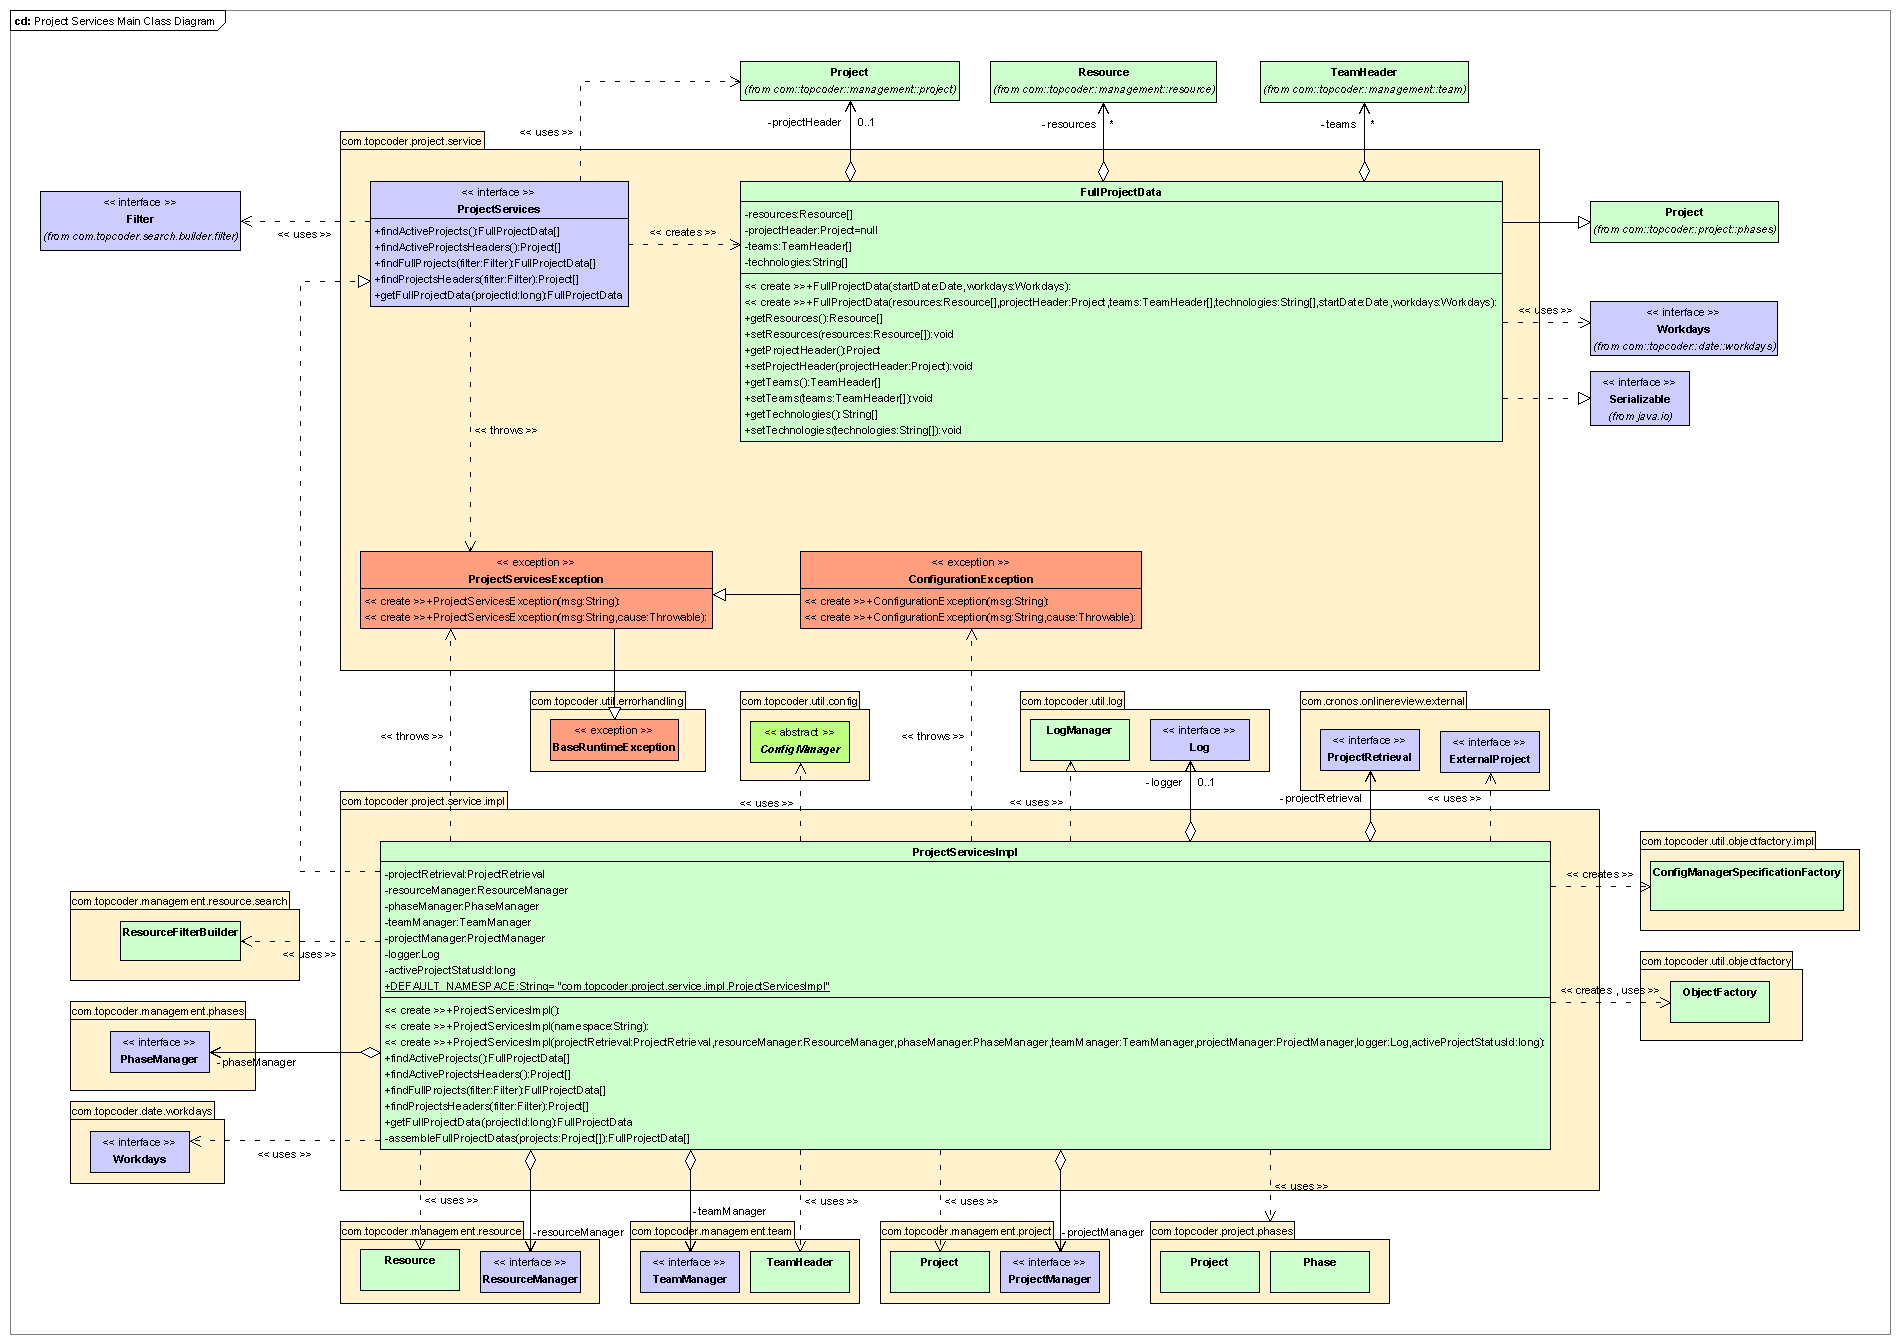 cd: Project Services Main Class Diagram
Project
(from com::topcoder::management::project)
Resource
(from com::topcoder::management::resource)
TeamHeader
(from com::topcoder::management::team)
-projectHeader 0..1
-resources *
-teams *
<< uses >>
com.topcoder.project.service
<< interface >>
Filter
(from com.topcoder.search.builder.filter)
<< uses >>
<< interface >>
ProjectServices
+findActiveProjects():FullProjectData[]
+findActiveProjectsHeaders():Project[]
+findFullProjects(filter:Filter):FullProjectData[]
+findProjectsHeaders(filter:Filter):Project[]
+getFullProjectData(projectId:long):FullProjectData
<< creates >>
FullProjectData
-resources:Resource[]
-projectHeader:Project=null
-teams:TeamHeader[]
-technologies:String[]
<< create >>+FullProjectData(startDate:Date,workdays:Workdays):
<< create >>+FullProjectData(resources:Resource[],projectHeader:Project,teams:TeamHeader[],technologies:String[],startDate:Date,workdays:Workdays):
+getResources():Resource[]
+setResources(resources:Resource[]):void
+getProjectHeader():Project
+setProjectHeader(projectHeader:Project):void
+getTeams():TeamHeader[]
+setTeams(teams:TeamHeader[]):void
+getTechnologies():String[]
+setTechnologies(technologies:String[]):void
Project
(from com::topcoder::project::phases)
<< uses >>
<< interface >>
Workdays
(from com::topcoder::date::workdays)
<< interface >>
Serializable
(from java.io)
<< throws >>
<< exception >>
ProjectServicesException
<< create >>+ProjectServicesException(msg:String):
<< create >>+ProjectServicesException(msg:String,cause:Throwable):
<< exception >>
ConfigurationException
<< create >>+ConfigurationException(msg:String):
<< create >>+ConfigurationException(msg:String,cause:Throwable):
<< throws >>
com.topcoder.util.errorhandling
<< exception >>
BaseRuntimeException
com.topcoder.util.config
<< abstract >>
ConfigManager
<< uses >>
<< throws >>
com.topcoder.util.log
LogManager
<< interface >>
Log
<< uses >>
-logger 0..1
com.cronos.onlinereview.external
<< interface >>
ProjectRetrieval
<< interface >>
ExternalProject
-projectRetrieval
<< uses >>
com.topcoder.project.service.impl
ProjectServicesImpl
-projectRetrieval:ProjectRetrieval
-resourceManager:ResourceManager
-phaseManager:PhaseManager
-teamManager:TeamManager
-projectManager:ProjectManager
-logger:Log
-activeProjectStatusId:long
+DEFAULT_NAMESPACE:String= "com.topcoder.project.service.impl.ProjectServicesImpl"
<< create >>+ProjectServicesImpl():
<< create >>+ProjectServicesImpl(namespace:String):
<< create >>+ProjectServicesImpl(projectRetrieval:ProjectRetrieval,resourceManager:ResourceManager,phaseManager:PhaseManager,teamManager:TeamManager,projectManager:ProjectManager,logger:Log,activeProjectStatusId:long):
+findActiveProjects():FullProjectData[]
+findActiveProjectsHeaders():Project[]
+findFullProjects(filter:Filter):FullProjectData[]
+findProjectsHeaders(filter:Filter):Project[]
+getFullProjectData(projectId:long):FullProjectData
-assembleFullProjectDatas(projects:Project[]):FullProjectData[]
com.topcoder.util.objectfactory.impl
<< creates >>
ConfigManagerSpecificationFactory
com.topcoder.util.objectfactory
<< creates , uses >>
ObjectFactory
com.topcoder.management.resource.search
ResourceFilterBuilder
<< uses >>
com.topcoder.management.phases
<< interface >>
PhaseManager
-phaseManager
com.topcoder.date.workdays
<< interface >>
Workdays
<< uses >>
<< uses >>
com.topcoder.management.resource
-resourceManager
Resource
<< interface >>
ResourceManager
-teamManager
<< uses >>
com.topcoder.management.team
<< interface >>
TeamManager
TeamHeader
<< uses >>
com.topcoder.management.project
-projectManager
Project
<< interface >>
ProjectManager
<< uses >>
com.topcoder.project.phases
Project
Phase